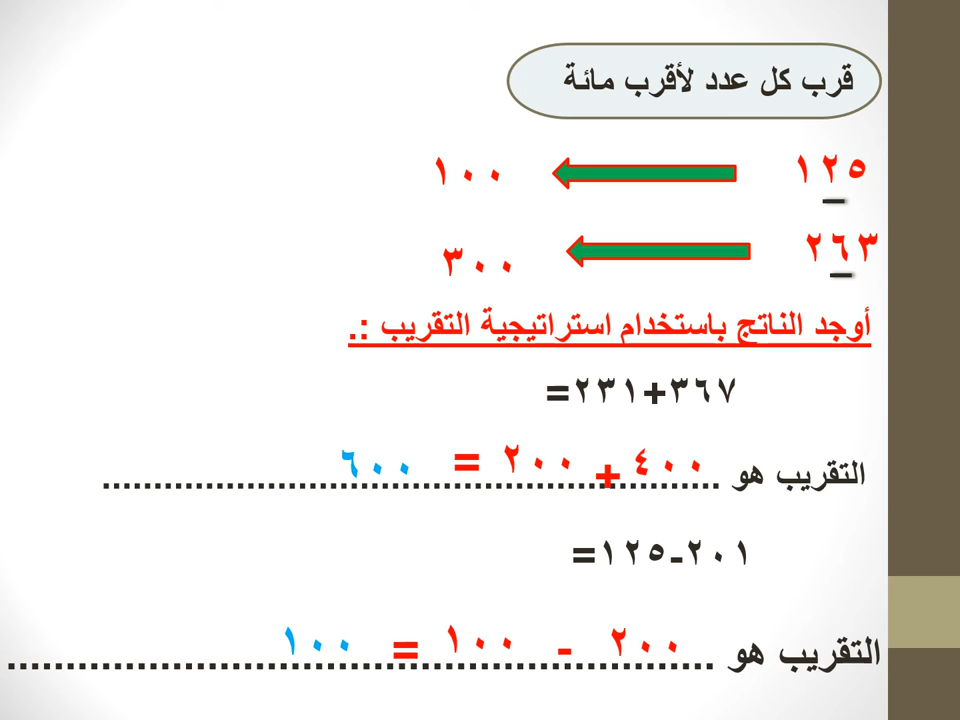 قرب كل عدد لأقرب مائة
١٢٥ ١٠٠
٢٦٣ ٣٠٠
أوجد الناتج باستخدام استراتيجية التقريب :.
٣٦٧+٢٣١=
التقريب هو ٤٠٠ + ٢٠٠ = ٦٠٠ ............................................................
٢٠١-١٢٥=
التقريب هو ٢٠٠ - ١٠٠ = ١٠٠ ............................................................